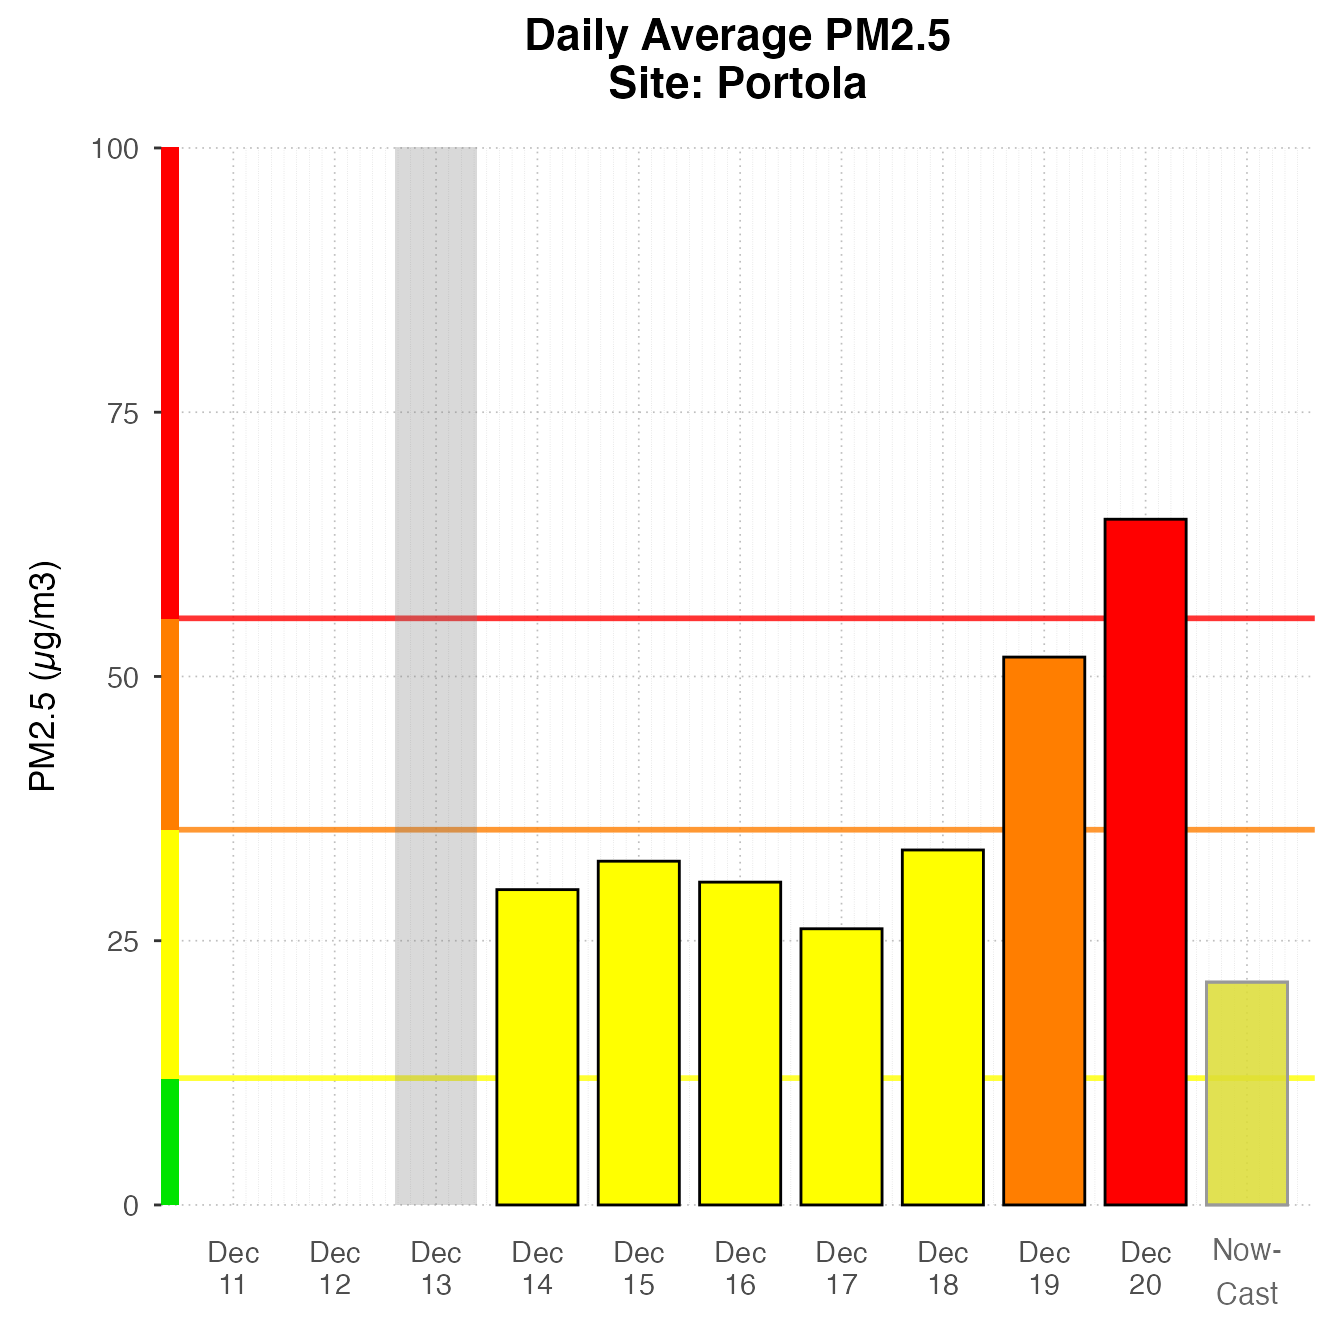 Daily Average PM2.5
Site: Portola
100
75
50
25
0
PM2.5 (µg/m3)
Dec 11
Dec 12
Dec 13
Dec 14
Dec 15
Dec 16
Dec 17
Dec 18
Dec 19
Dec 20
Now-
Cast